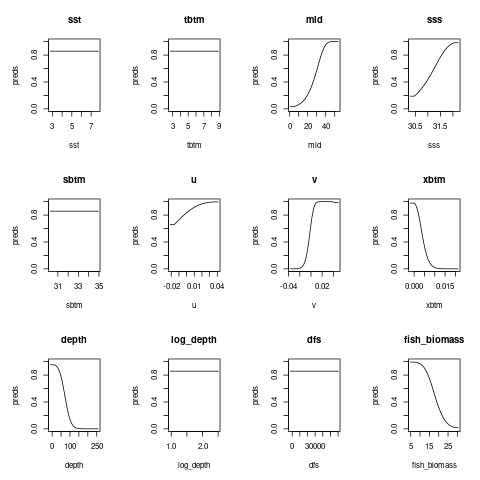 sst tbtm mld sss
preds 0.0 0.4 0.8 preds 0.0 0.4 0.8 preds 0.0 0.4 0.8 preds 0.0 0.4 0.8
3 5 7 3 5 7 9 0 20 40 30.5 31.5
sst tbtm mld sss
sbtm u v xbtm
preds 0.0 0.4 0.8 preds 0.0 0.4 0.8 preds 0.0 0.4 0.8 preds 0.0 0.4 0.8
31 33 35 -0.02 0.01 0.04 -0.04 0.02 0.000 0.015
sbtm u v xbtm
depth log_depth dfs fish_biomass
preds 0.0 0.4 0.8 preds 0.0 0.4 0.8 preds 0.0 0.4 0.8 preds 0.0 0.4 0.8
0 100 250 1.0 2.0 0 30000 5 15 25
depth log_depth dfs fish_biomass